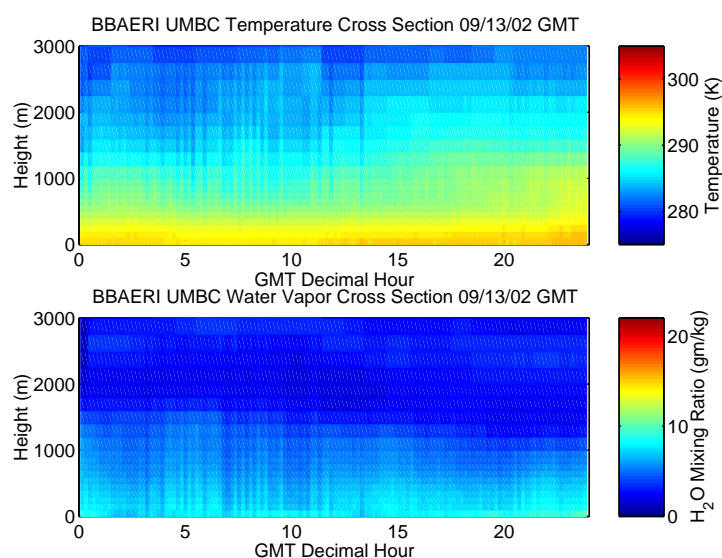 BBAERI UMBC Temperature Cross Section 09/13/02 GMT
3000
2000
1000
0
Height (m)
0 5 10 15 20
GMT Decimal Hour
300
290
280
Temperature (K)
BBAERI UMBC Water Vapor Cross Section 09/13/02 GMT
3000
2000
1000
0
Height (m)
0 5 10 15 20
GMT Decimal Hour
20
10
0
H₂O Mixing Ratio (gm/kg)